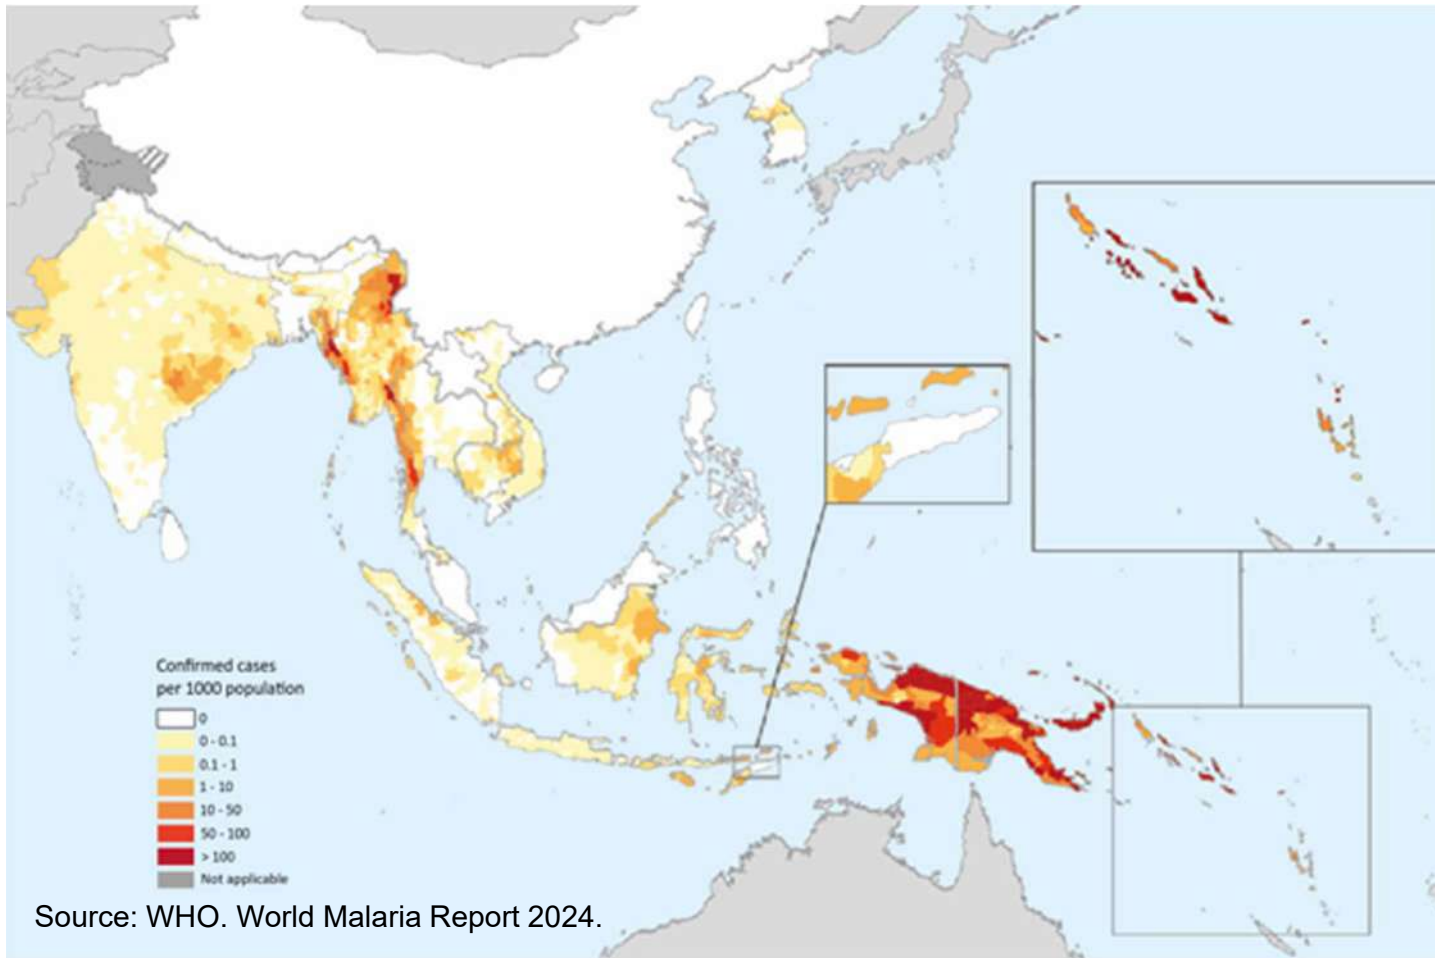 Confirmed cases
per 1000 population
0
0 - 0.1
0.1 - 1
1 - 10
10 - 50
50 - 100
> 100
Not applicable
Source: WHO. World Malaria Report 2024.